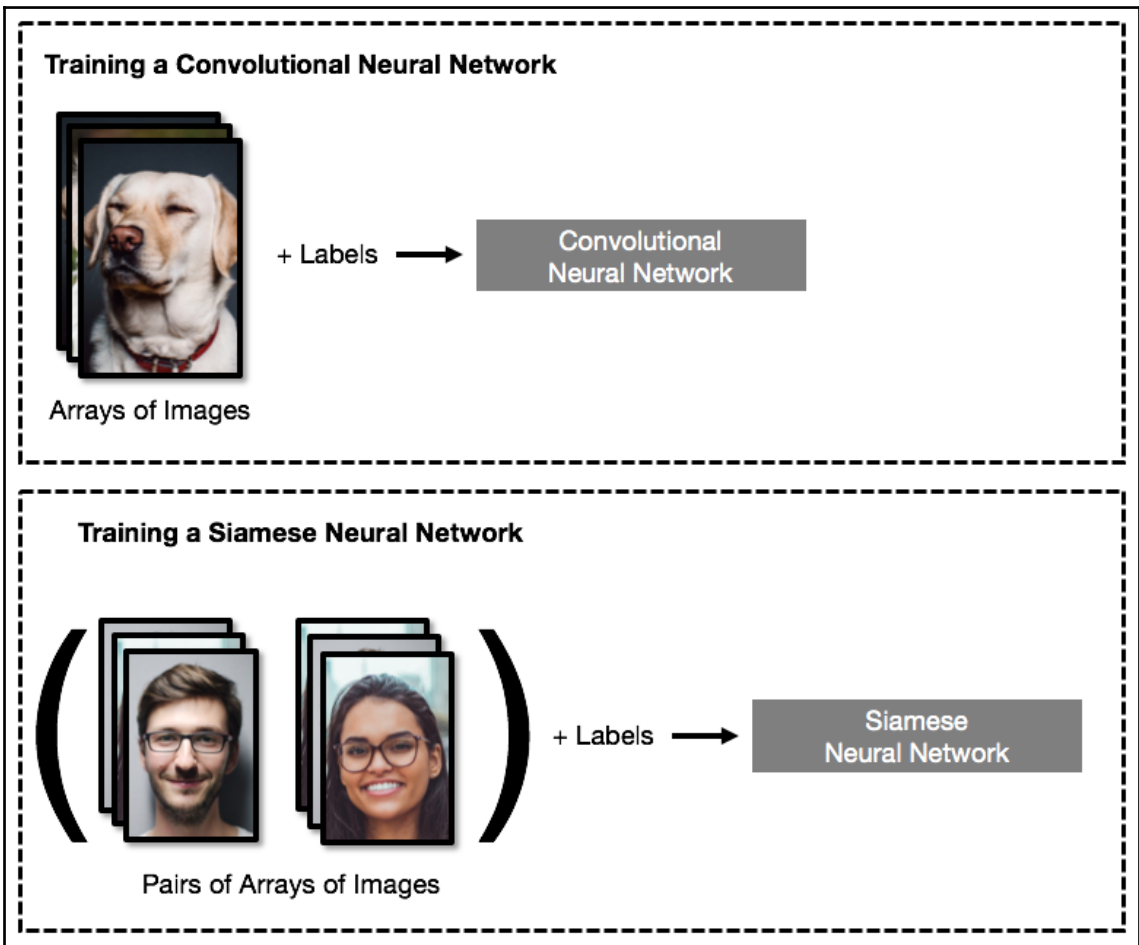 Training a Convolutional Neural Network
+ Labels
Convolutional
Neural Network
Arrays of Images
Training a Siamese Neural Network
+ Labels
Siamese
Neural Network
Pairs of Arrays of Images